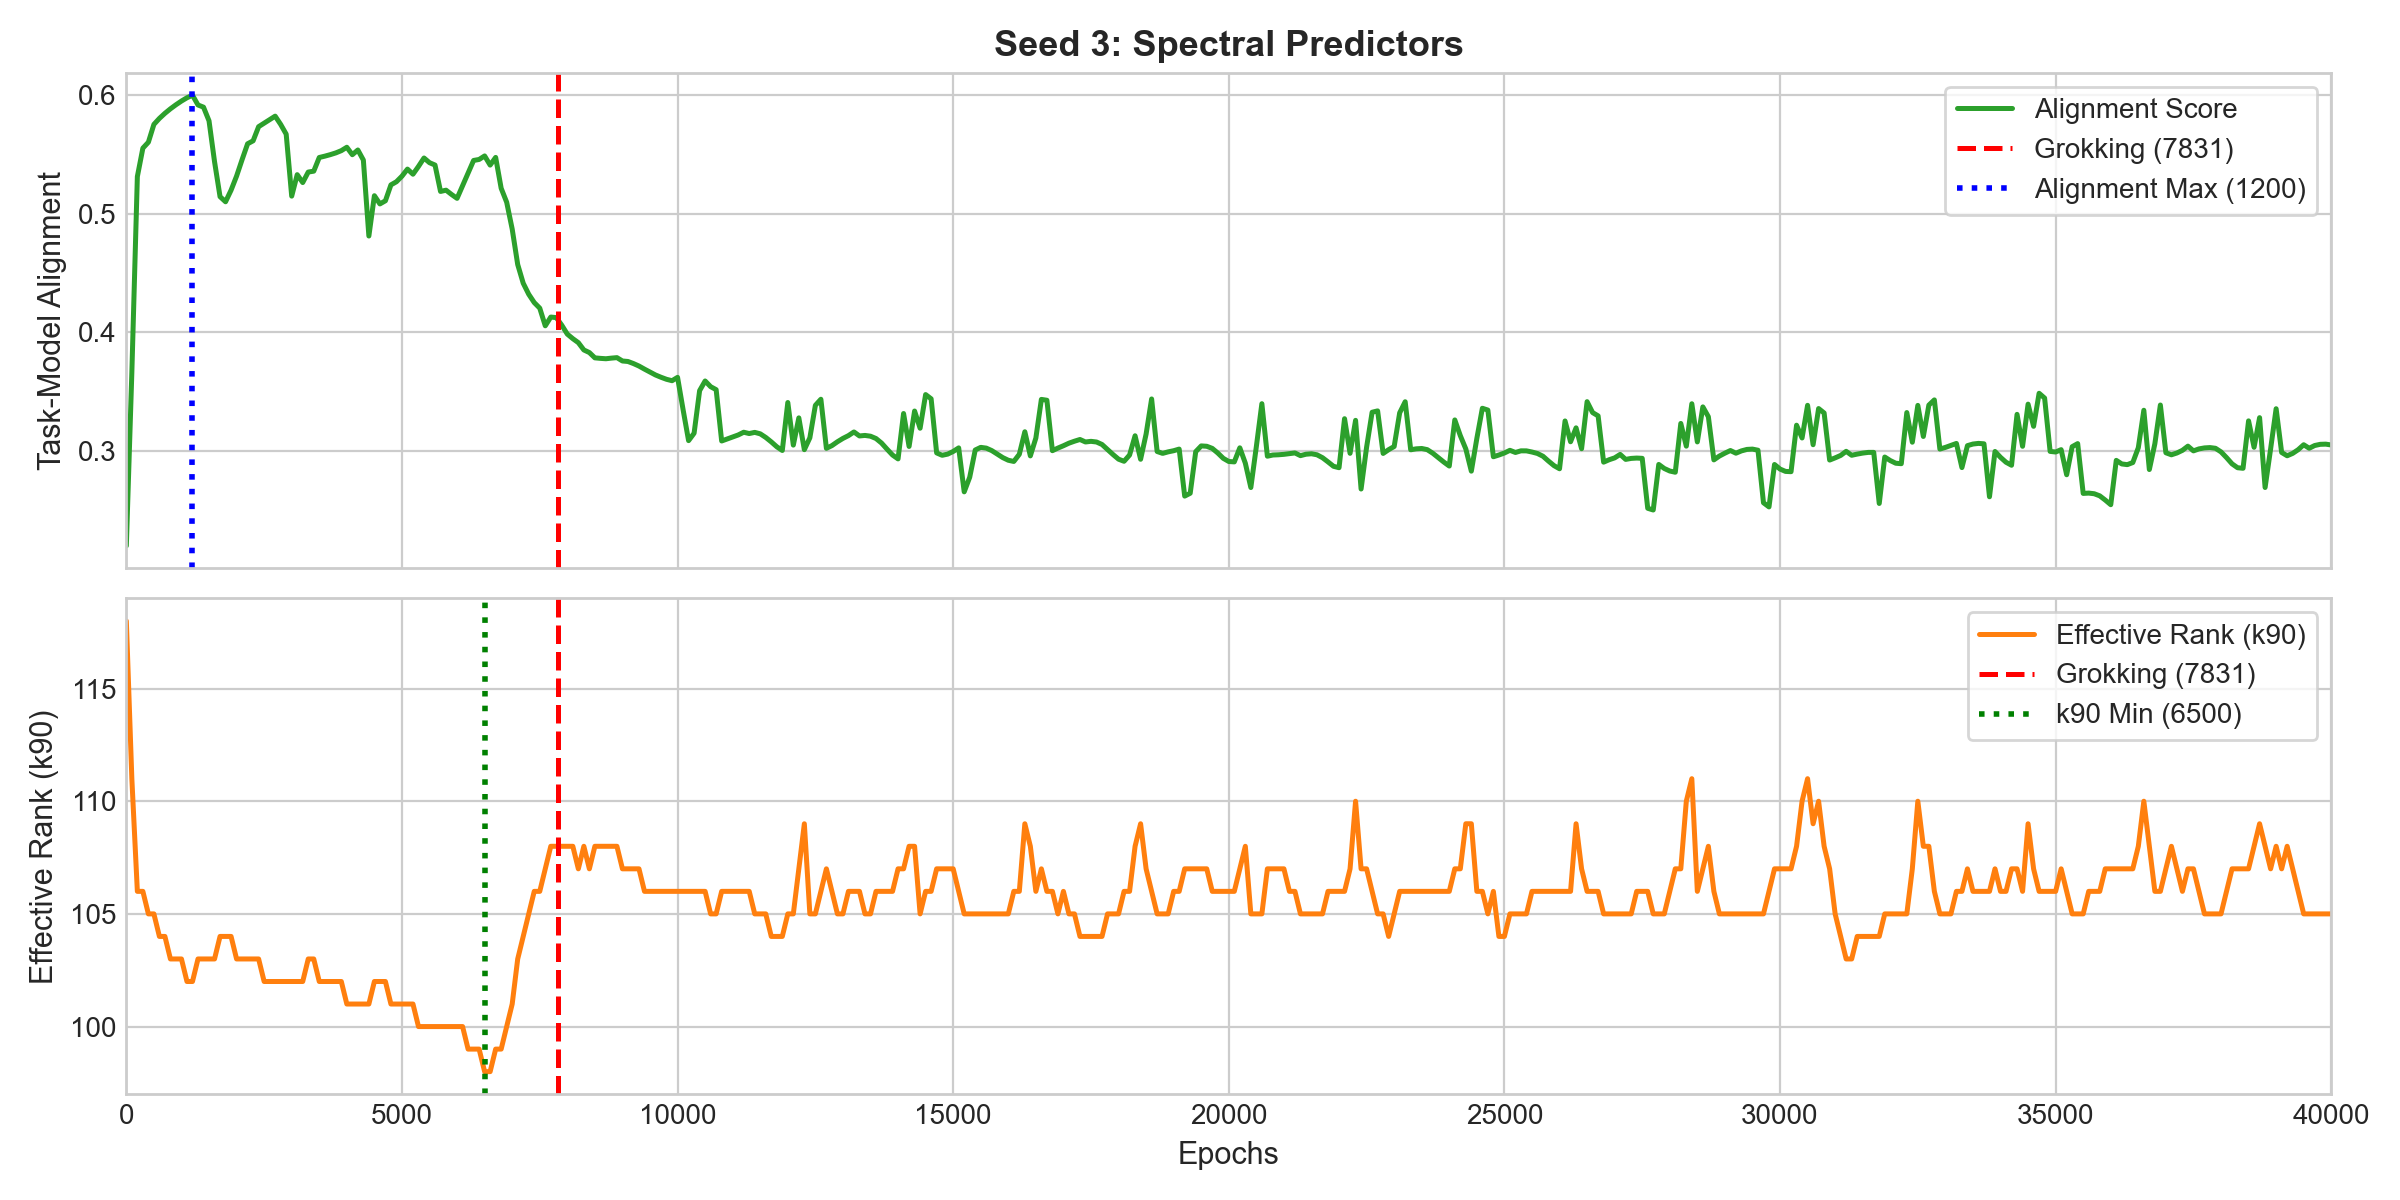 Seed 3: Spectral Predictors
Task-Model Alignment
0.6
0.5
0.4
0.3
Alignment Score
Grokking (7831)
Alignment Max (1200)
Effective Rank (k90)
115
110
105
100
Effective Rank (k90)
Grokking (7831)
k90 Min (6500)
0 5000 10000 15000 20000 25000 30000 35000 40000
Epochs